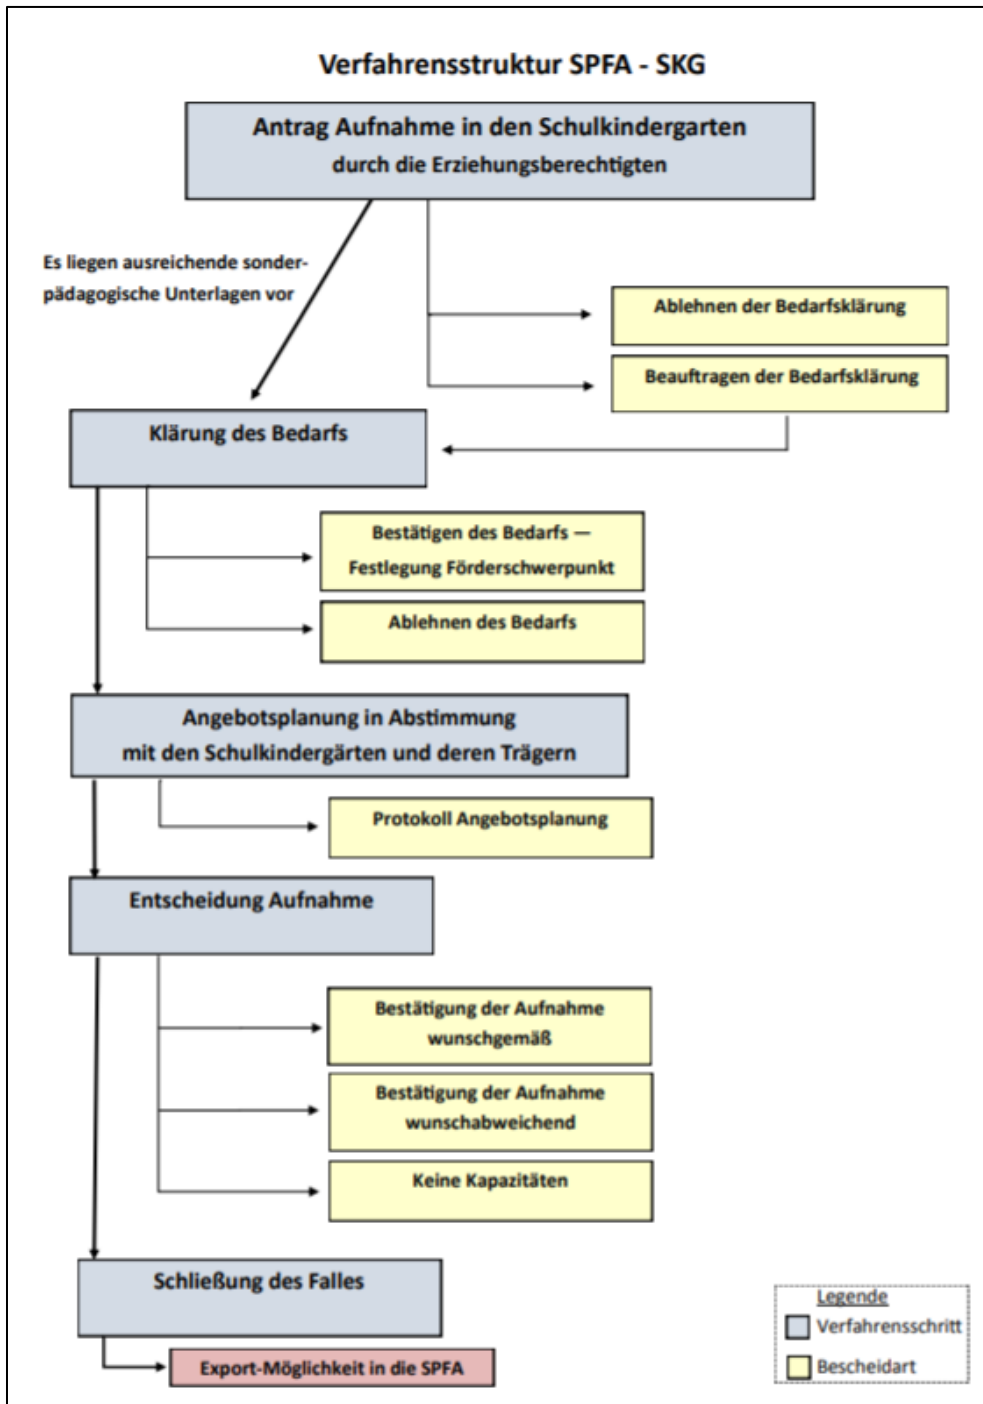 Verfahrensstruktur SPFA - SKG
Antrag Aufnahme in den Schulkindergarten
durch die Erziehungsberechtigten
Es liegen ausreichende sonder-
pädagogische Unterlagen vor
Ablehnen der Bedarfsklärung
Beauftragen der Bedarfsklärung
Klärung des Bedarfs
Bestätigen des Bedarfs —
Festlegung Förderschwerpunkt
Ablehnen des Bedarfs
Angebotsplanung in Abstimmung
mit den Schulkindergärten und deren Trägern
Protokoll Angebotsplanung
Entscheidung Aufnahme
Bestätigung der Aufnahme
wunschgemäß
Bestätigung der Aufnahme
wunschabweichend
Keine Kapazitäten
Schließung des Falles
Export-Möglichkeit in die SPFA
Legende
Verfahrensschritt
Bescheidart